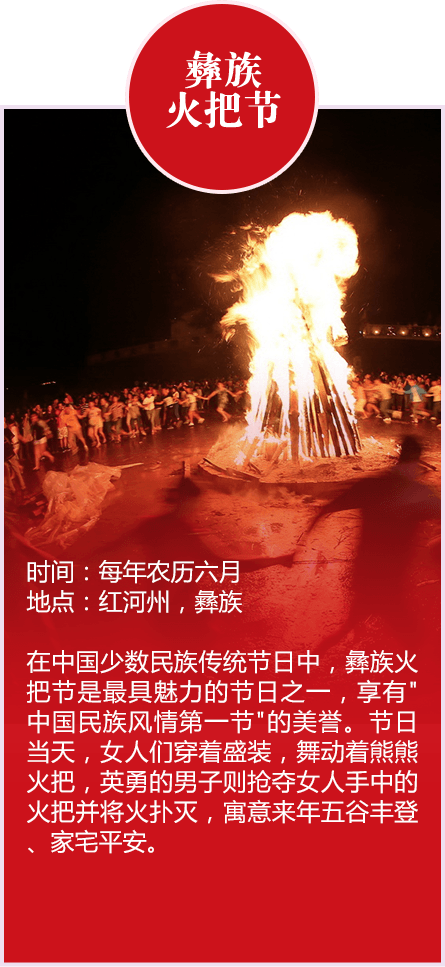 彝族
火把节
时间：每年农历六月
地点：红河州，彝族
在中国少数民族传统节日中，彝族火
把节是最具魅力的节日之一，享有"
中国民族风情第一节"的美誉。节日
当天，女人们穿着盛装，舞动着熊熊
火把，英勇的男子则抢夺女人手中的
火把并将火扑灭，寓意来年五谷丰登
、家宅平安。